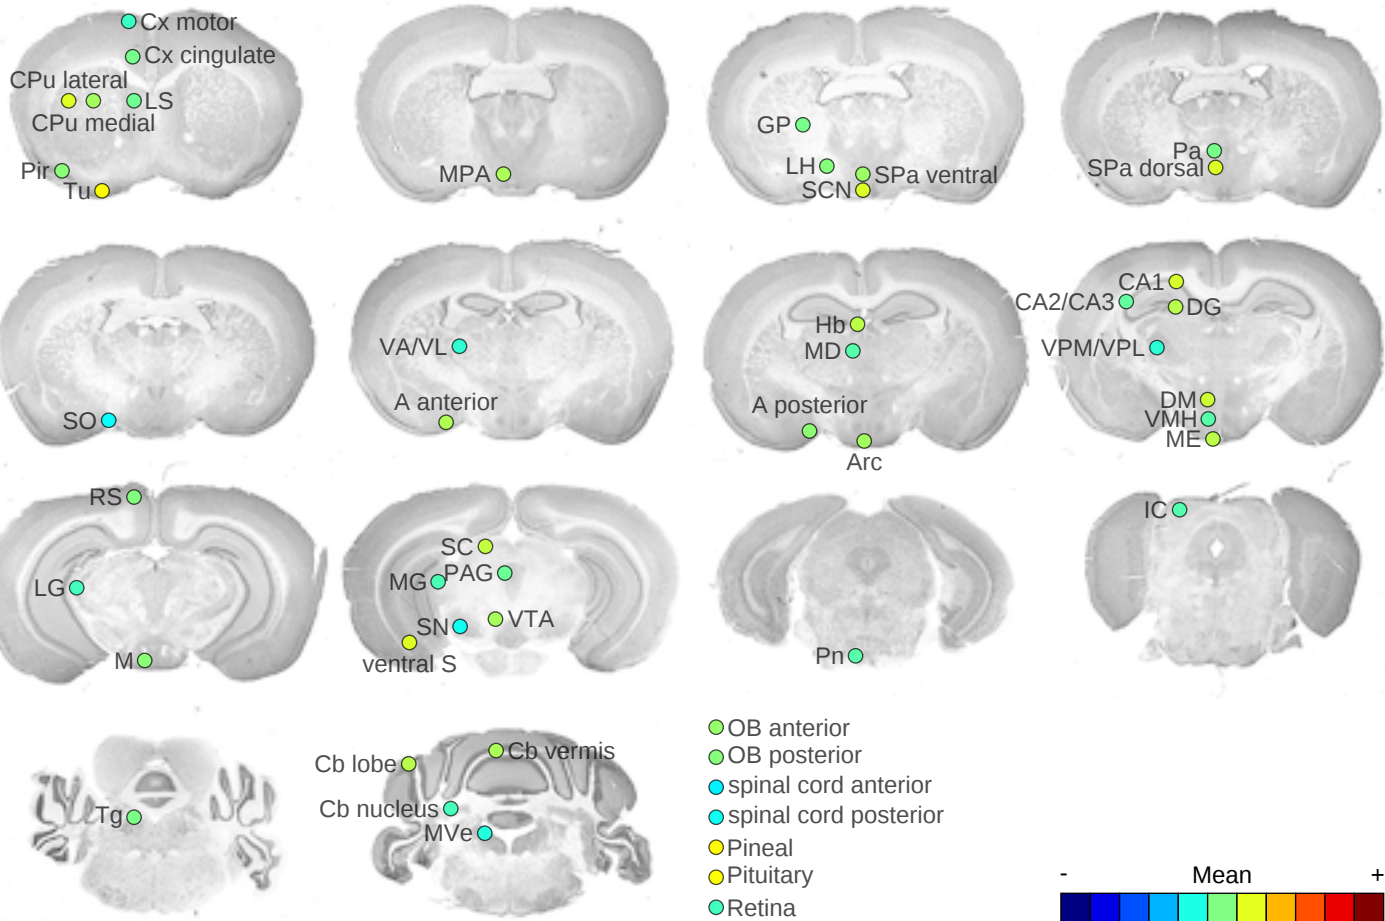 Cx motor
Cx cingulate
CPu lateral
LS
CPu medial
Pir
Tu
MPA
GP
LH
SPa ventral
SCN
Pa
SPa dorsal
SO
VA/VL
A anterior
Hb
MD
A posterior
Arc
CA1
CA2/CA3
DG
VPM/VPL
DM
VMH
ME
RS
LG
M
SC
PAG
MG
SN
VTA
ventral S
Pn
IC
Tg
Cb lobe
Cb vermis
Cb nucleus
MVe
OB anterior
OB posterior
spinal cord anterior
spinal cord posterior
Pineal
Pituitary
Retina
- Mean +